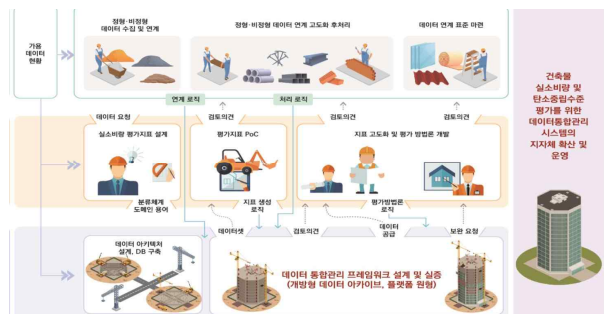 정형·비정형
데이터 수집 및 연계
정형·비정형 데이터 연계 고도화 후처리
데이터 연계 표준 마련
가용
데이터
현황
연계 로직
처리 로직
데이터 요청
검토의견
검토의견
검토의견
실소비량 평가지표 설계
평가지표 PoC
지표 고도화 및 평가 방법론 개발
분류체계
도메인 용어
지표 생성
로직
평가방법론
로직
데이터셋
검토의견
데이터
공급
보완 요청
데이터 아키텍처
설계, DB 구축
데이터 통합관리 프레임워크 설계 및 실증
(개방형 데이터 아카이브, 플랫폼 원형)
건축물
실소비량 및
탄소중립수준
평가를 위한
데이터통합관리
시스템의
지자체 확산 및
운영